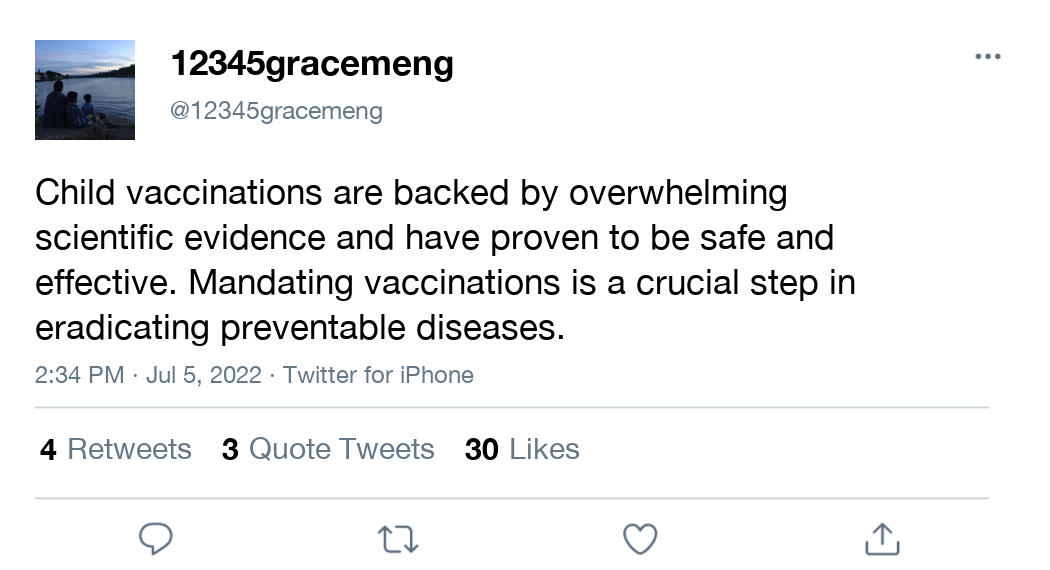 12345gracemeng
@12345gracemeng
Child vaccinations are backed by overwhelming
scientific evidence and have proven to be safe and
effective. Mandating vaccinations is a crucial step in
eradicating preventable diseases.
2:34 PM · Jul 5, 2022 · Twitter for iPhone
4 Retweets 3 Quote Tweets 30 Likes